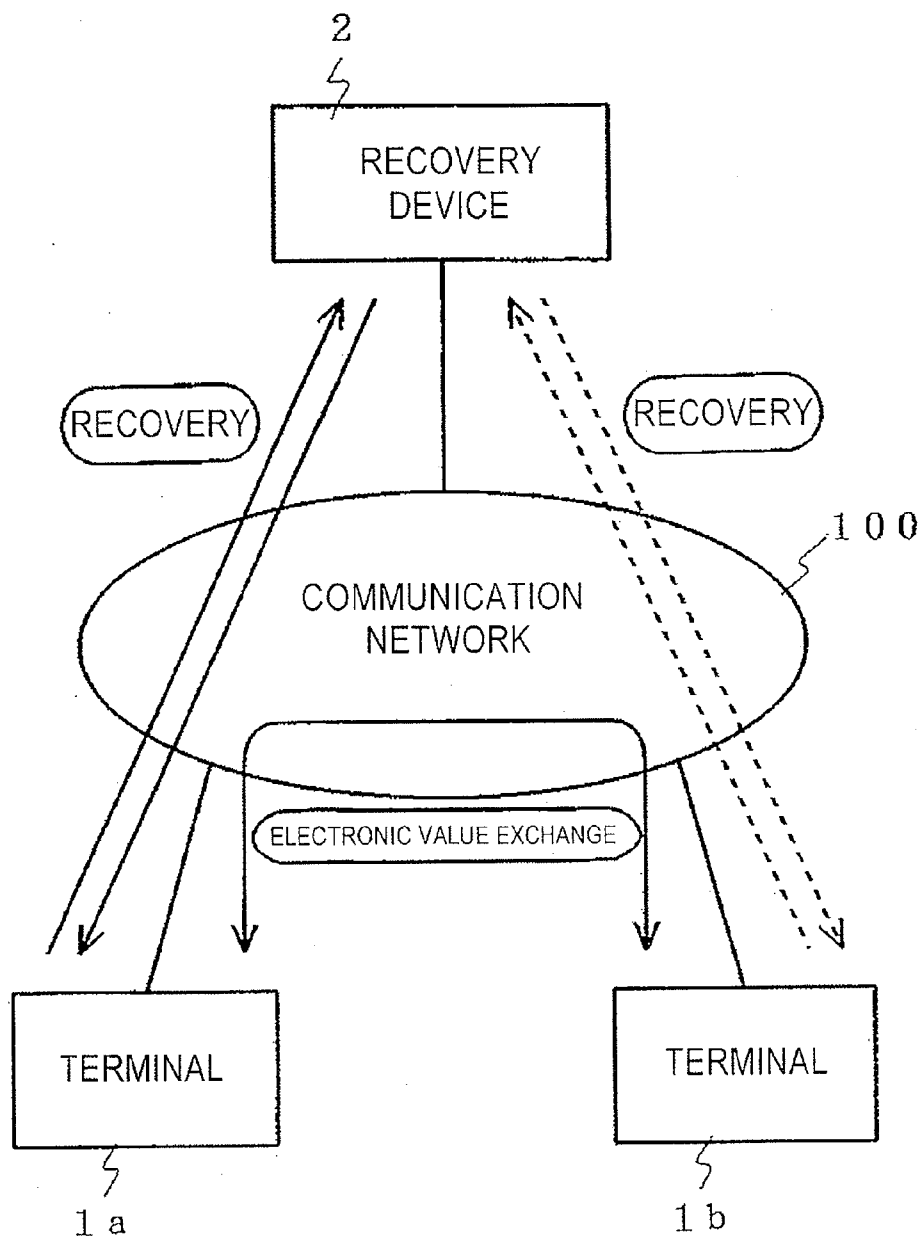 2
RECOVERY
DEVICE
RECOVERY
RECOVERY
100
COMMUNICATION
NETWORK
ELECTRONIC VALUE EXCHANGE
TERMINAL
TERMINAL
1a
1b